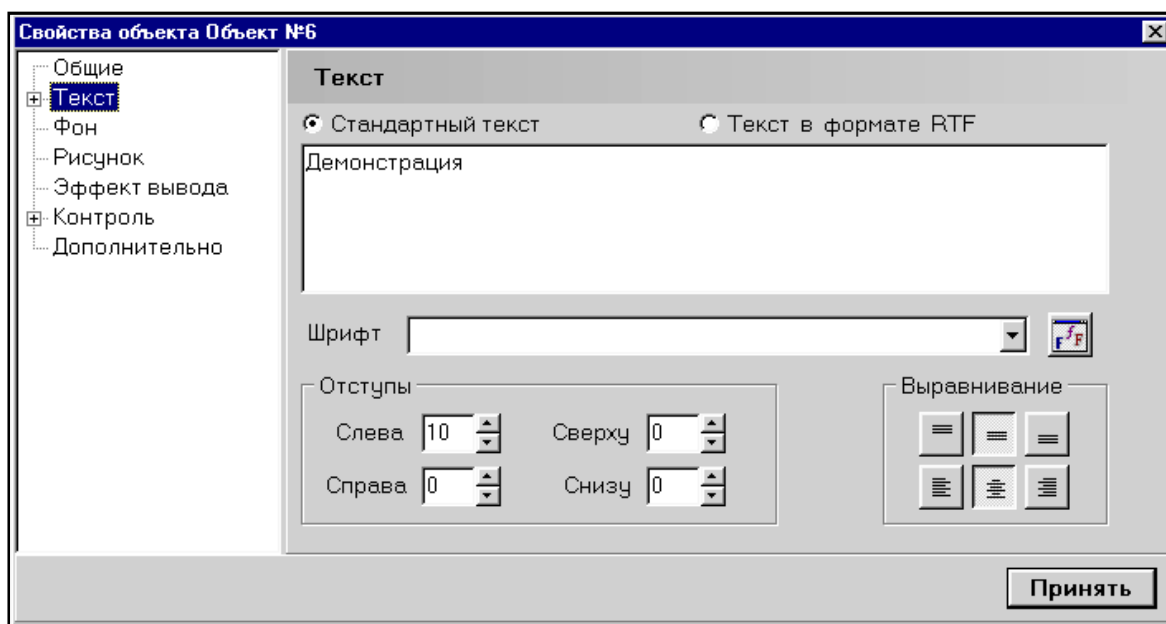 Свойства объекта Объект №6
Общие
Текст
Фон
Рисунок
Эффект вывода
Контроль
Дополнительно
Текст
Стандартный текст Текст в формате RTF
Демонстрация
Шрифт
FfF
Отступы
Слева 10 Сверху 0
Справа 0 Снизу 0
Выравнивание
Принять